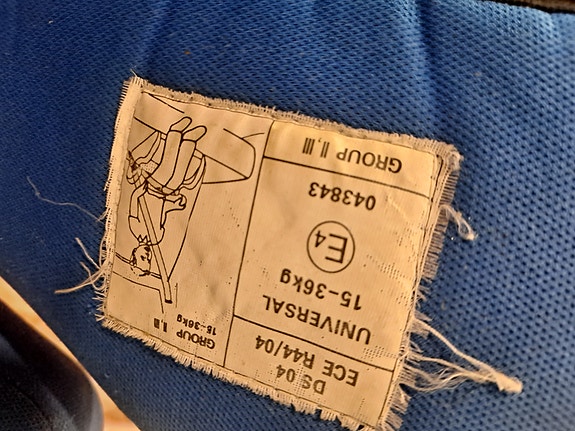 DS 04
ECE R44/04
UNIVERSAL
15-36kg
E4
043843
GROUP II, III
GROUP II, III
15-36kg